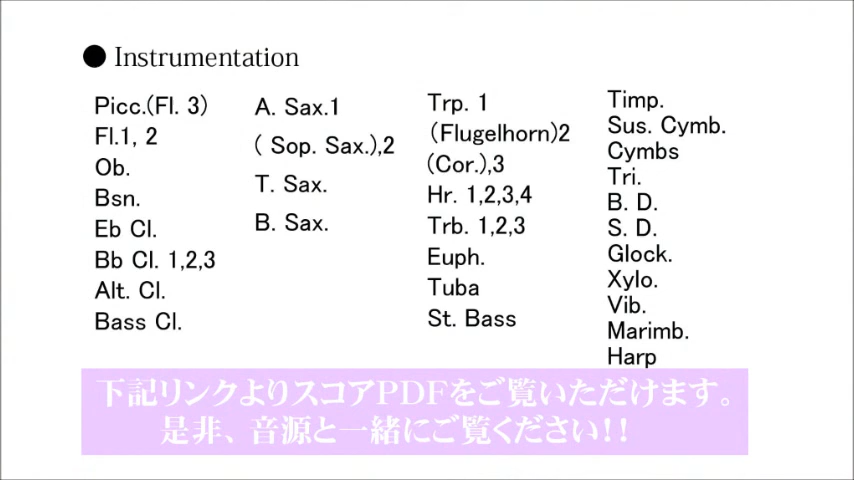 ● Instrumentation
Picc.(Fl. 3)
Fl.1, 2
Ob.
Bsn.
Eb Cl.
Bb Cl. 1,2,3
Alt. Cl.
Bass Cl.
A. Sax.1
( Sop. Sax.),2
T. Sax.
B. Sax.
Trp. 1
(Flugelhorn)2
(Cor.),3
Hr. 1,2,3,4
Trb. 1,2,3
Euph.
Tuba
St. Bass
Timp.
Sus. Cymb.
Cymbs
Tri.
B. D.
S. D.
Glock.
Xylo.
Vib.
Marimb.
Harp
下記リンクよりスコアPDFをご覧いただけます。
是非、音源と一緒にご覧ください!!